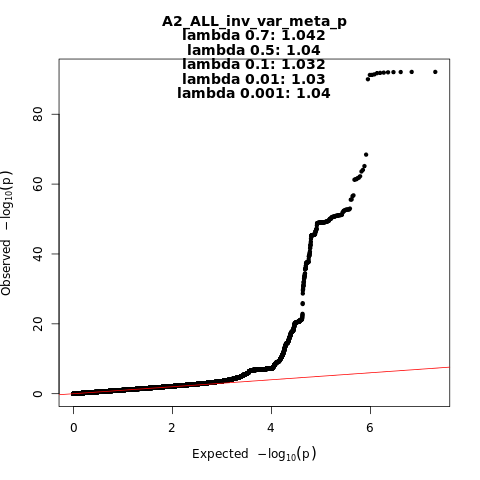 A2_ALL_inv_var_meta_p
lambda 0.7: 1.042
lambda 0.5: 1.04
lambda 0.1: 1.032
lambda 0.01: 1.03
lambda 0.001: 1.04
80
60
40
20
0
Observed −log10(p)
0 2 4 6
Expected −log10(p)